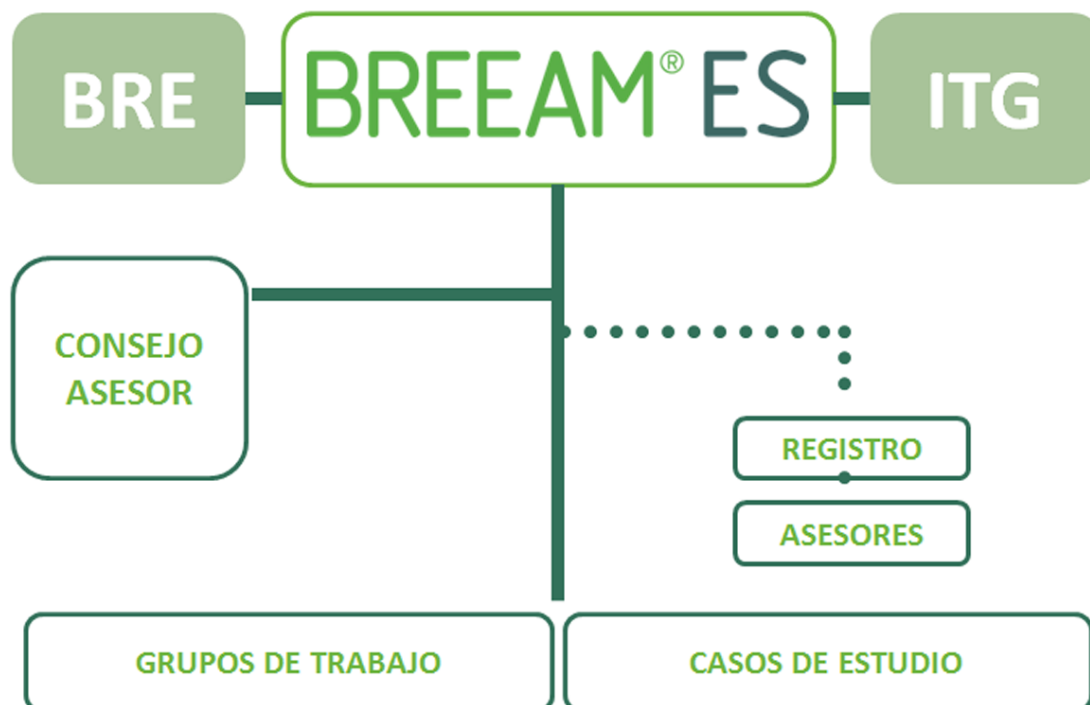 BRE
BREEAM® ES
ITG
CONSEJO
ASESOR
REGISTRO
ASESORES
GRUPOS DE TRABAJO
CASOS DE ESTUDIO